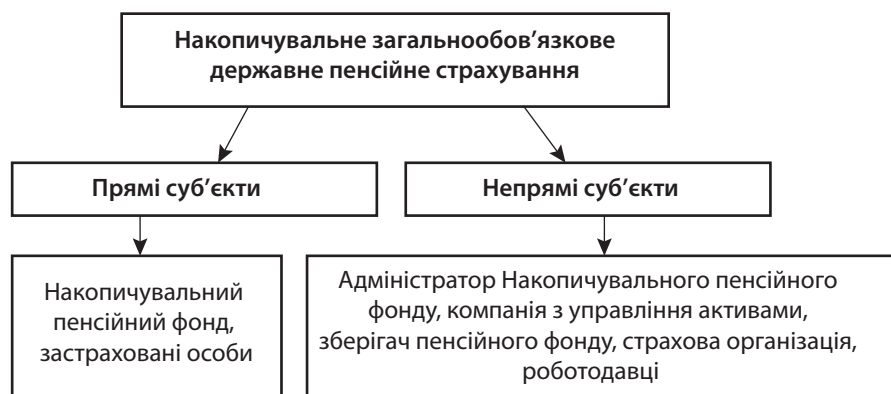 Накопичувальне загальнообов’язкове
державне пенсійне страхування
Прямі суб’єкти
Непрямі суб’єкти
Накопичувальний
пенсійний фонд,
застраховані особи
Адміністратор Накопичувального пенсійного
фонду, компанія з управління активами,
зберігач пенсійного фонду, страхова організація,
роботодавці